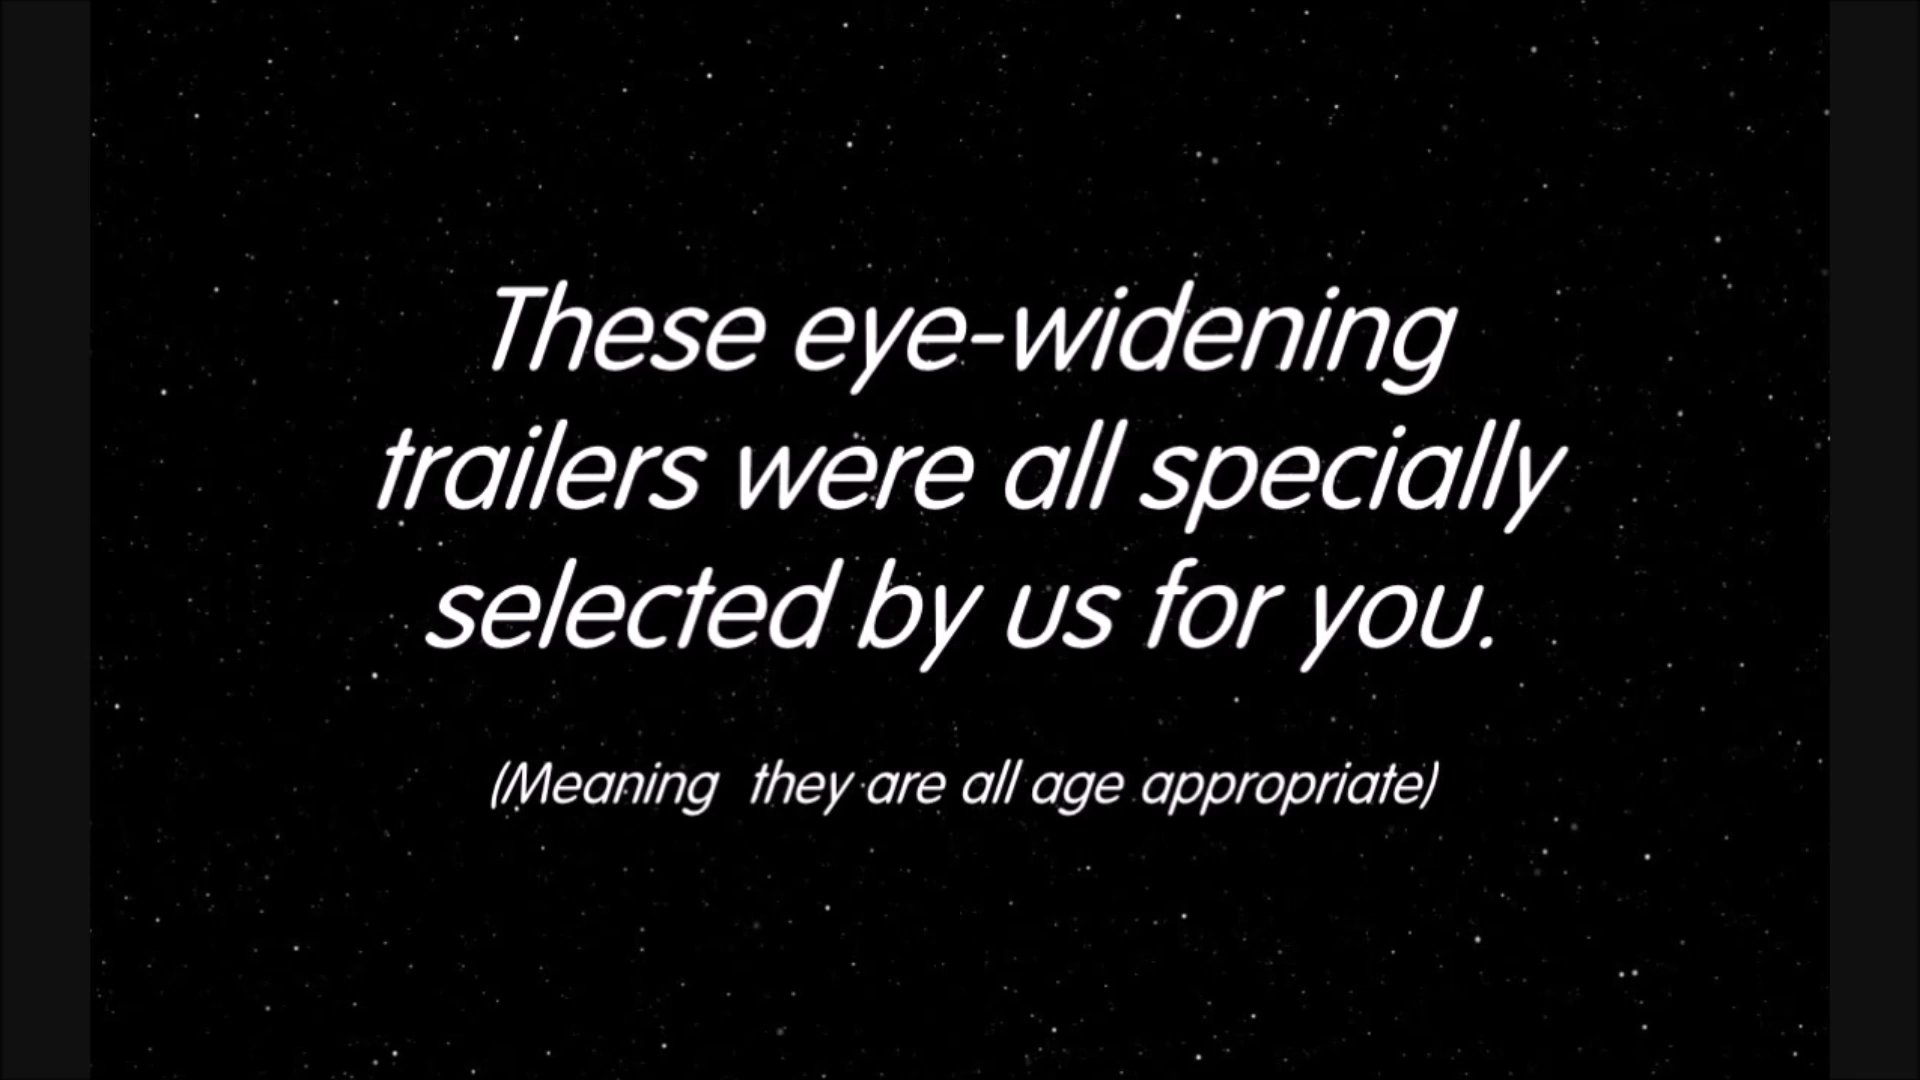 These eye-widening
trailers were all specially
selected by us for you.
(Meaning they are all age appropriate)